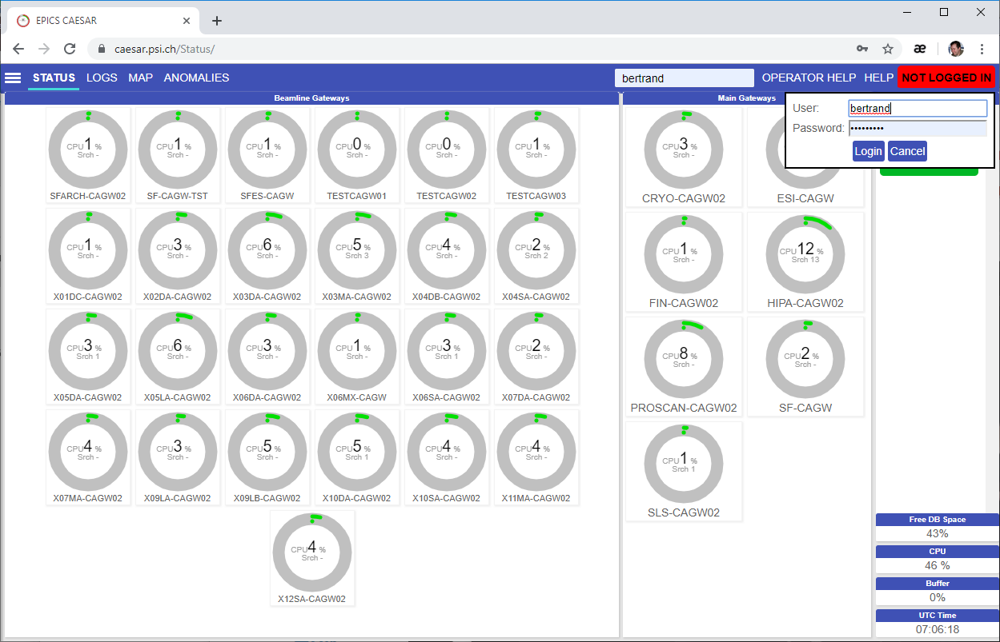 EPICS CAESAR
caesar.psi.ch/Status/
æ
STATUS LOGS MAP ANOMALIES bertrand OPERATOR HELP HELP NOT LOGGED IN
User: bertrand
Password: •••••••••
Login Cancel
Beamline Gateways
CPU 1 %
Srch -
SFARCH-CAGW02
CPU 1 %
Srch -
SF-CAGW-TST
CPU 1 %
Srch -
SFES-CAGW
CPU 0 %
Srch -
TESTCAGW01
CPU 0 %
Srch -
TESTCAGW02
CPU 1 %
Srch -
TESTCAGW03
CPU 1 %
Srch -
X01DC-CAGW02
CPU 3 %
Srch -
X02DA-CAGW02
CPU 6 %
Srch -
X03DA-CAGW02
CPU 5 %
Srch 3
X03MA-CAGW02
CPU 4 %
Srch -
X04DB-CAGW02
CPU 2 %
Srch 2
X04SA-CAGW02
CPU 3 %
Srch 1
X05DA-CAGW02
CPU 6 %
Srch -
X05LA-CAGW02
CPU 3 %
Srch -
X06DA-CAGW02
CPU 1 %
Srch -
X06MX-CAGW
CPU 3 %
Srch 1
X06SA-CAGW02
CPU 2 %
Srch -
X07DA-CAGW02
CPU 4 %
Srch -
X07MA-CAGW02
CPU 3 %
Srch -
X09LA-CAGW02
CPU 5 %
Srch -
X09LB-CAGW02
CPU 5 %
Srch 1
X10DA-CAGW02
CPU 4 %
Srch -
X10SA-CAGW02
CPU 4 %
Srch -
X11MA-CAGW02
CPU 4 %
Srch -
X12SA-CAGW02
Main Gateways
CPU 3 %
Srch -
CRYO-CAGW02
ESI-CAGW
CPU 1 %
Srch -
FIN-CAGW02
CPU 12 %
Srch 13
HIPA-CAGW02
CPU 8 %
Srch -
PROSCAN-CAGW02
CPU 2 %
Srch -
SF-CAGW
CPU 1 %
Srch 1
SLS-CAGW02
Free DB Space
43%
CPU
46 %
Buffer
0%
UTC Time
07:06:18